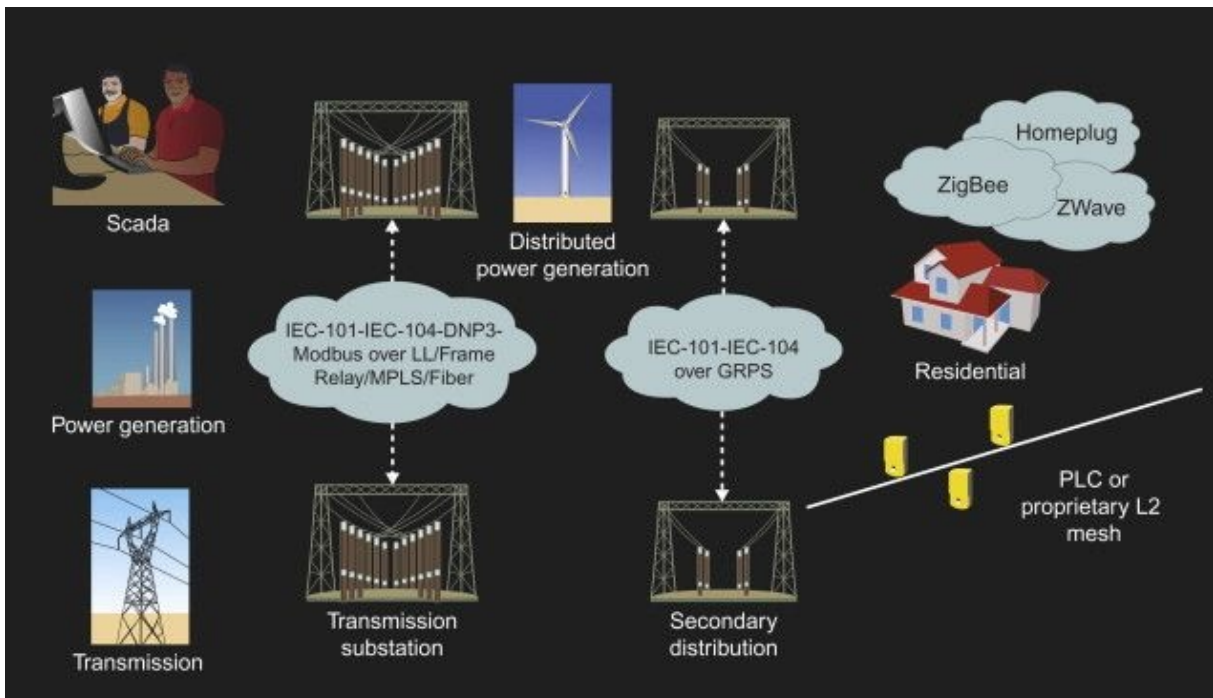 Scada
Power generation
Transmission
IEC-101-IEC-104-DNP3-
Modbus over LL/Frame
Relay/MPLS/Fiber
Transmission
substation
Distributed
power generation
IEC-101-IEC-104
over GRPS
Secondary
distribution
Homeplug
ZigBee
ZWave
Residential
PLC or
proprietary L2
mesh